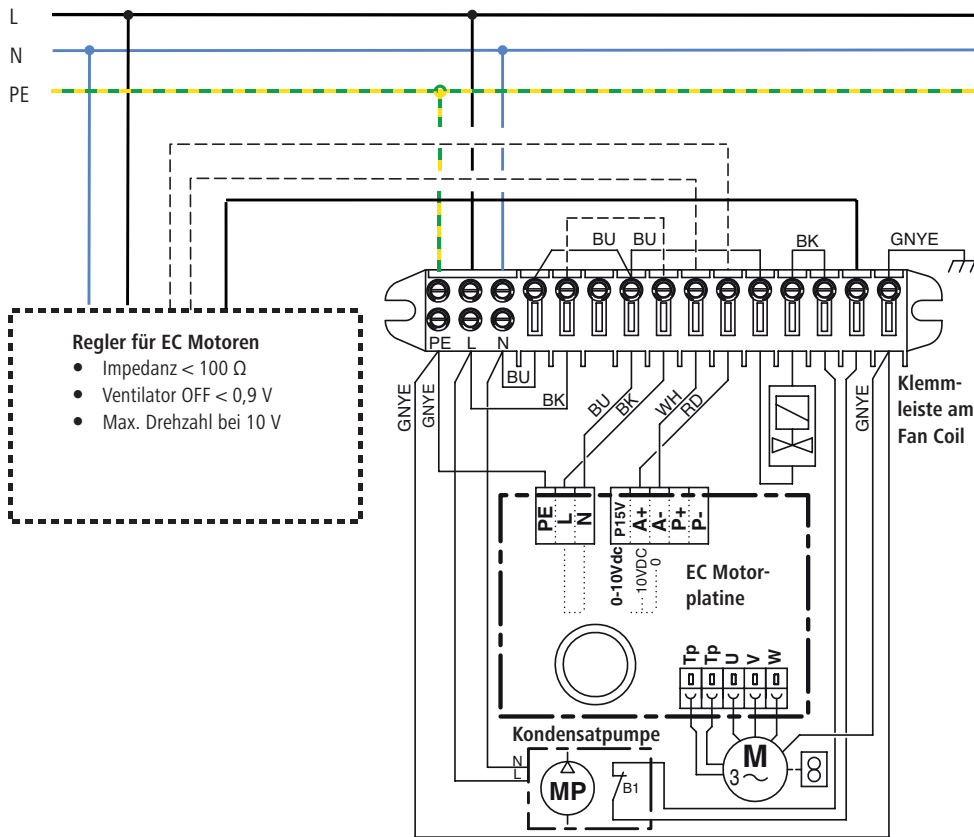 L
N
PE
BU
BU
BK
GNYE
Regler für EC Motoren
• Impedanz < 100 Ω
• Ventilator OFF < 0,9 V
• Max. Drehzahl bei 10 V
PE
L
N
BU
BK
GNYE
GNYE
BU
BK
WH
RD
GNYE
Klemm-
leiste am
Fan Coil
PE
L
N
P15V
A+
A-
P+
P-
0-10Vdc
10VDC
0
EC Motor-
platine
Tp
Tp
U
V
W
Kondensatpumpe
N
L
MP
B1
M
3 ~